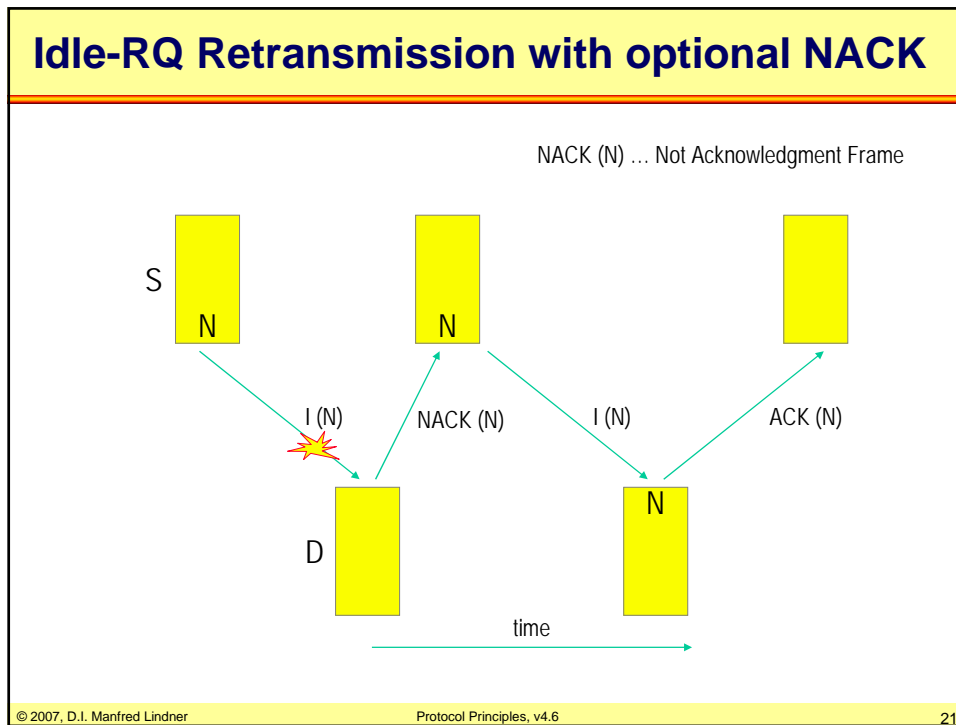 Idle-RQ Retransmission with optional NACK
NACK (N) … Not Acknowledgment Frame
S
N
N
I (N)
NACK (N)
I (N)
ACK (N)
D
N
time
© 2007, D.I. Manfred Lindner
Protocol Principles, v4.6
21